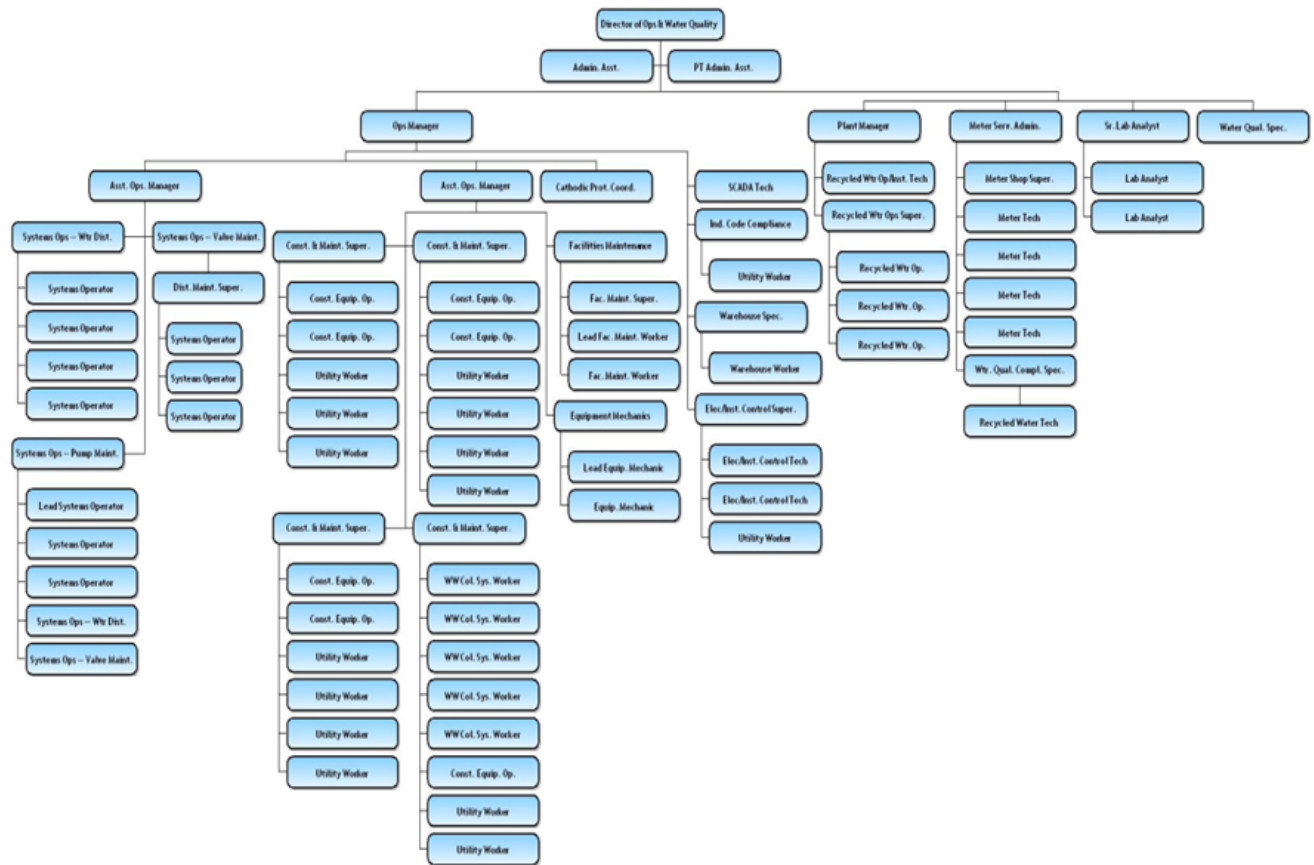 Director of Ops & Water Quality
Admin. Asst.
PT Admin. Asst.
Ops Manager
Plant Manager
Meter Serv. Admin.
Sr. Lab Analyst
Water Qual. Spec.
Asst. Ops. Manager
Asst. Ops. Manager
Cathodic Prot. Coord.
Systems Ops – Wtr Dist.
Systems Operator
Systems Operator
Systems Operator
Systems Operator
Systems Ops – Valve Maint.
Dist. Maint. Super.
Systems Operator
Systems Operator
Systems Operator
Systems Ops – Pump Maint.
Lead Systems Operator
Systems Operator
Systems Operator
Systems Ops – Wtr Dist.
Systems Ops – Valve Maint.
Const. & Maint. Super.
Const. Equip. Op.
Const. Equip. Op.
Utility Worker
Utility Worker
Utility Worker
Const. & Maint. Super.
Const. Equip. Op.
Const. Equip. Op.
Utility Worker
Utility Worker
Utility Worker
Utility Worker
Const. & Maint. Super.
Const. Equip. Op.
Const. Equip. Op.
Utility Worker
Utility Worker
Utility Worker
Utility Worker
Const. & Maint. Super.
WW Col. Sys. Worker
WW Col. Sys. Worker
WW Col. Sys. Worker
WW Col. Sys. Worker
WW Col. Sys. Worker
Const. Equip. Op.
Utility Worker
Utility Worker
Facilities Maintenance
Fac. Maint. Super.
Lead Fac. Maint. Worker
Fac. Maint. Worker
Equipment Mechanics
Lead Equip. Mechanic
Equip. Mechanic
SCADA Tech
Ind. Code Compliance
Utility Worker
Warehouse Spec.
Warehouse Worker
Elec/Inst. Control Super.
Elec/Inst. Control Tech
Elec/Inst. Control Tech
Utility Worker
Recycled Wtr Op/Inst. Tech
Recycled Wtr Ops Super.
Recycled Wtr Op.
Recycled Wtr. Op.
Recycled Wtr. Op.
Meter Shop Super.
Meter Tech
Meter Tech
Meter Tech
Meter Tech
Wtr. Qual. Compl. Spec.
Recycled Water Tech
Lab Analyst
Lab Analyst